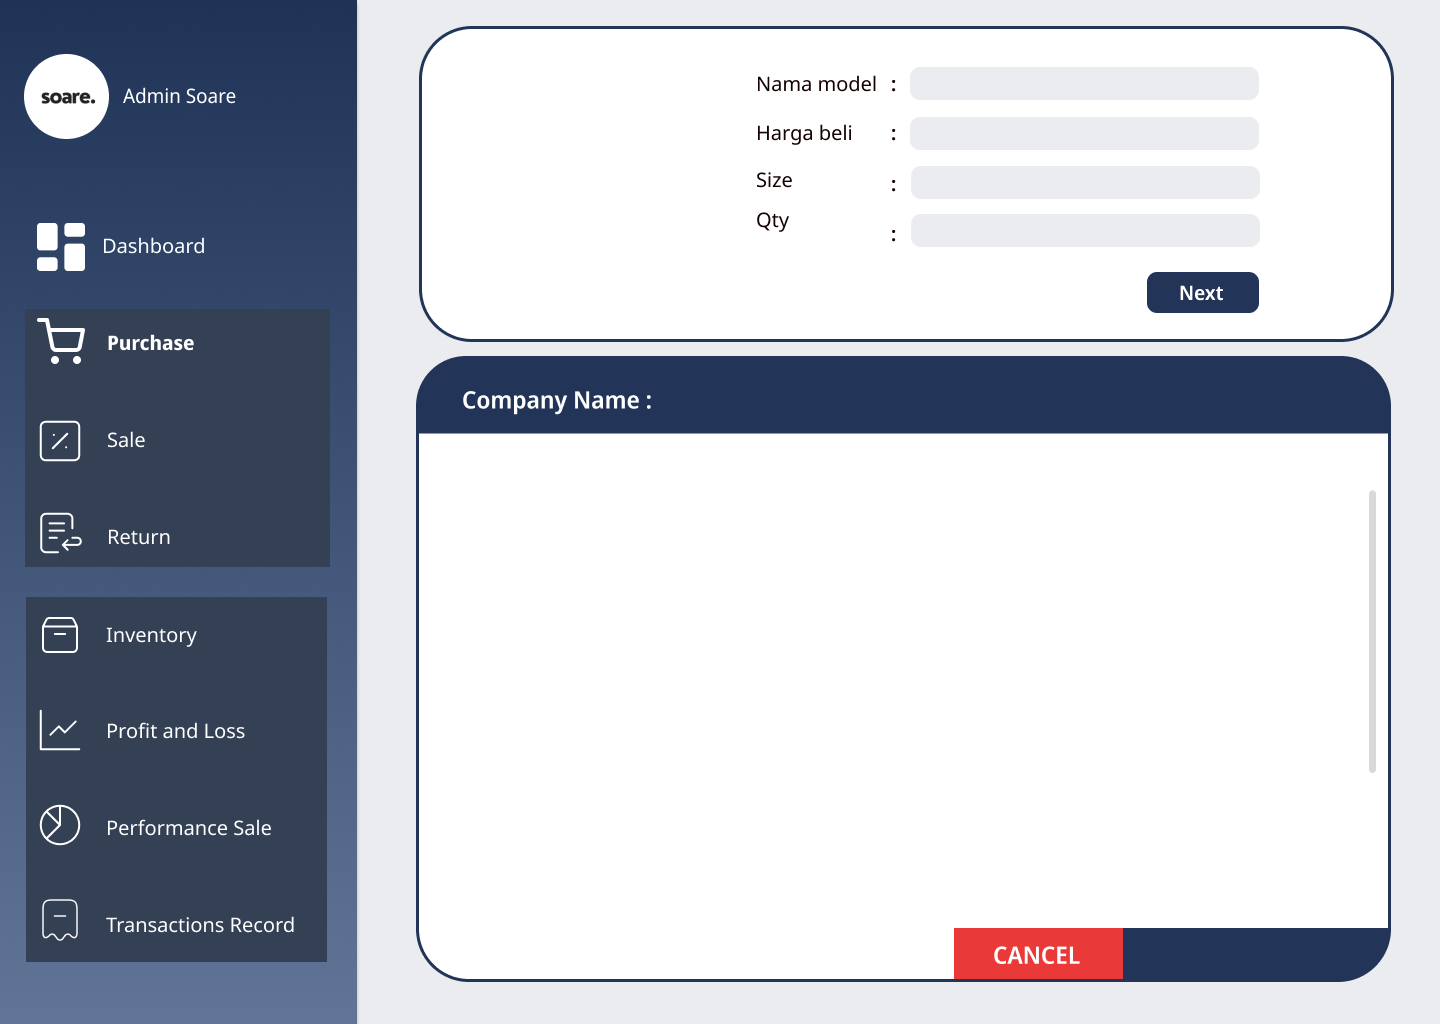 soare.
Admin Soare
Dashboard
Purchase
Sale
Return
Inventory
Profit and Loss
Performance Sale
Transactions Record
Nama model :
Harga beli :
Size :
Qty :
Next
Company Name :
CANCEL